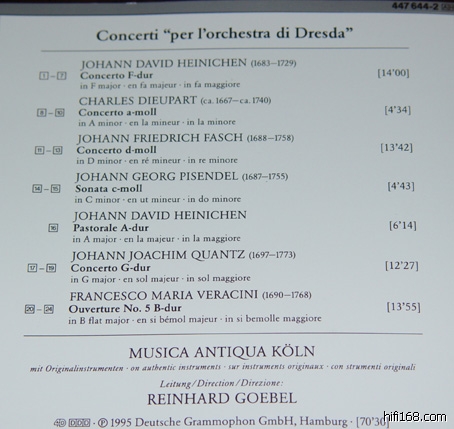 447 644-2
Concerti “per l'orchestra di Dresda”
JOHANN DAVID HEINICHEN (1683–1729)
1 – 7 Concerto F-dur [14'00]
in F major · en fa majeur · in fa maggiore
CHARLES DIEUPART (ca. 1667–ca. 1740)
8 – 10 Concerto a-moll [4'34]
in A minor · en la mineur · in la minore
JOHANN FRIEDRICH FASCH (1688–1758)
11 – 13 Concerto d-moll [13'42]
in D minor · en ré mineur · in re minore
JOHANN GEORG PISENDEL (1687–1755)
14 – 15 Sonata c-moll [4'43]
in C minor · en ut mineur · in do minore
JOHANN DAVID HEINICHEN
16 Pastorale A-dur [6'14]
in A major · en la majeur · in la maggiore
JOHANN JOACHIM QUANTZ (1697–1773)
17 – 19 Concerto G-dur [12'27]
in G major · en sol majeur · in sol maggiore
FRANCESCO MARIA VERACINI (1690–1768)
20 – 24 Ouverture No. 5 B-dur [13'55]
in B flat major · en si bémol majeur · in si bemolle maggiore
MUSICA ANTIQUA KÖLN
mit Originalinstrumenten · on authentic instruments · sur instruments originaux · con strumenti originali
Leitung/Direction/Direzione:
REINHARD GOEBEL
4D DDD · Ⓟ 1995 Deutsche Grammophon GmbH, Hamburg · [70'30]
hifi168.com